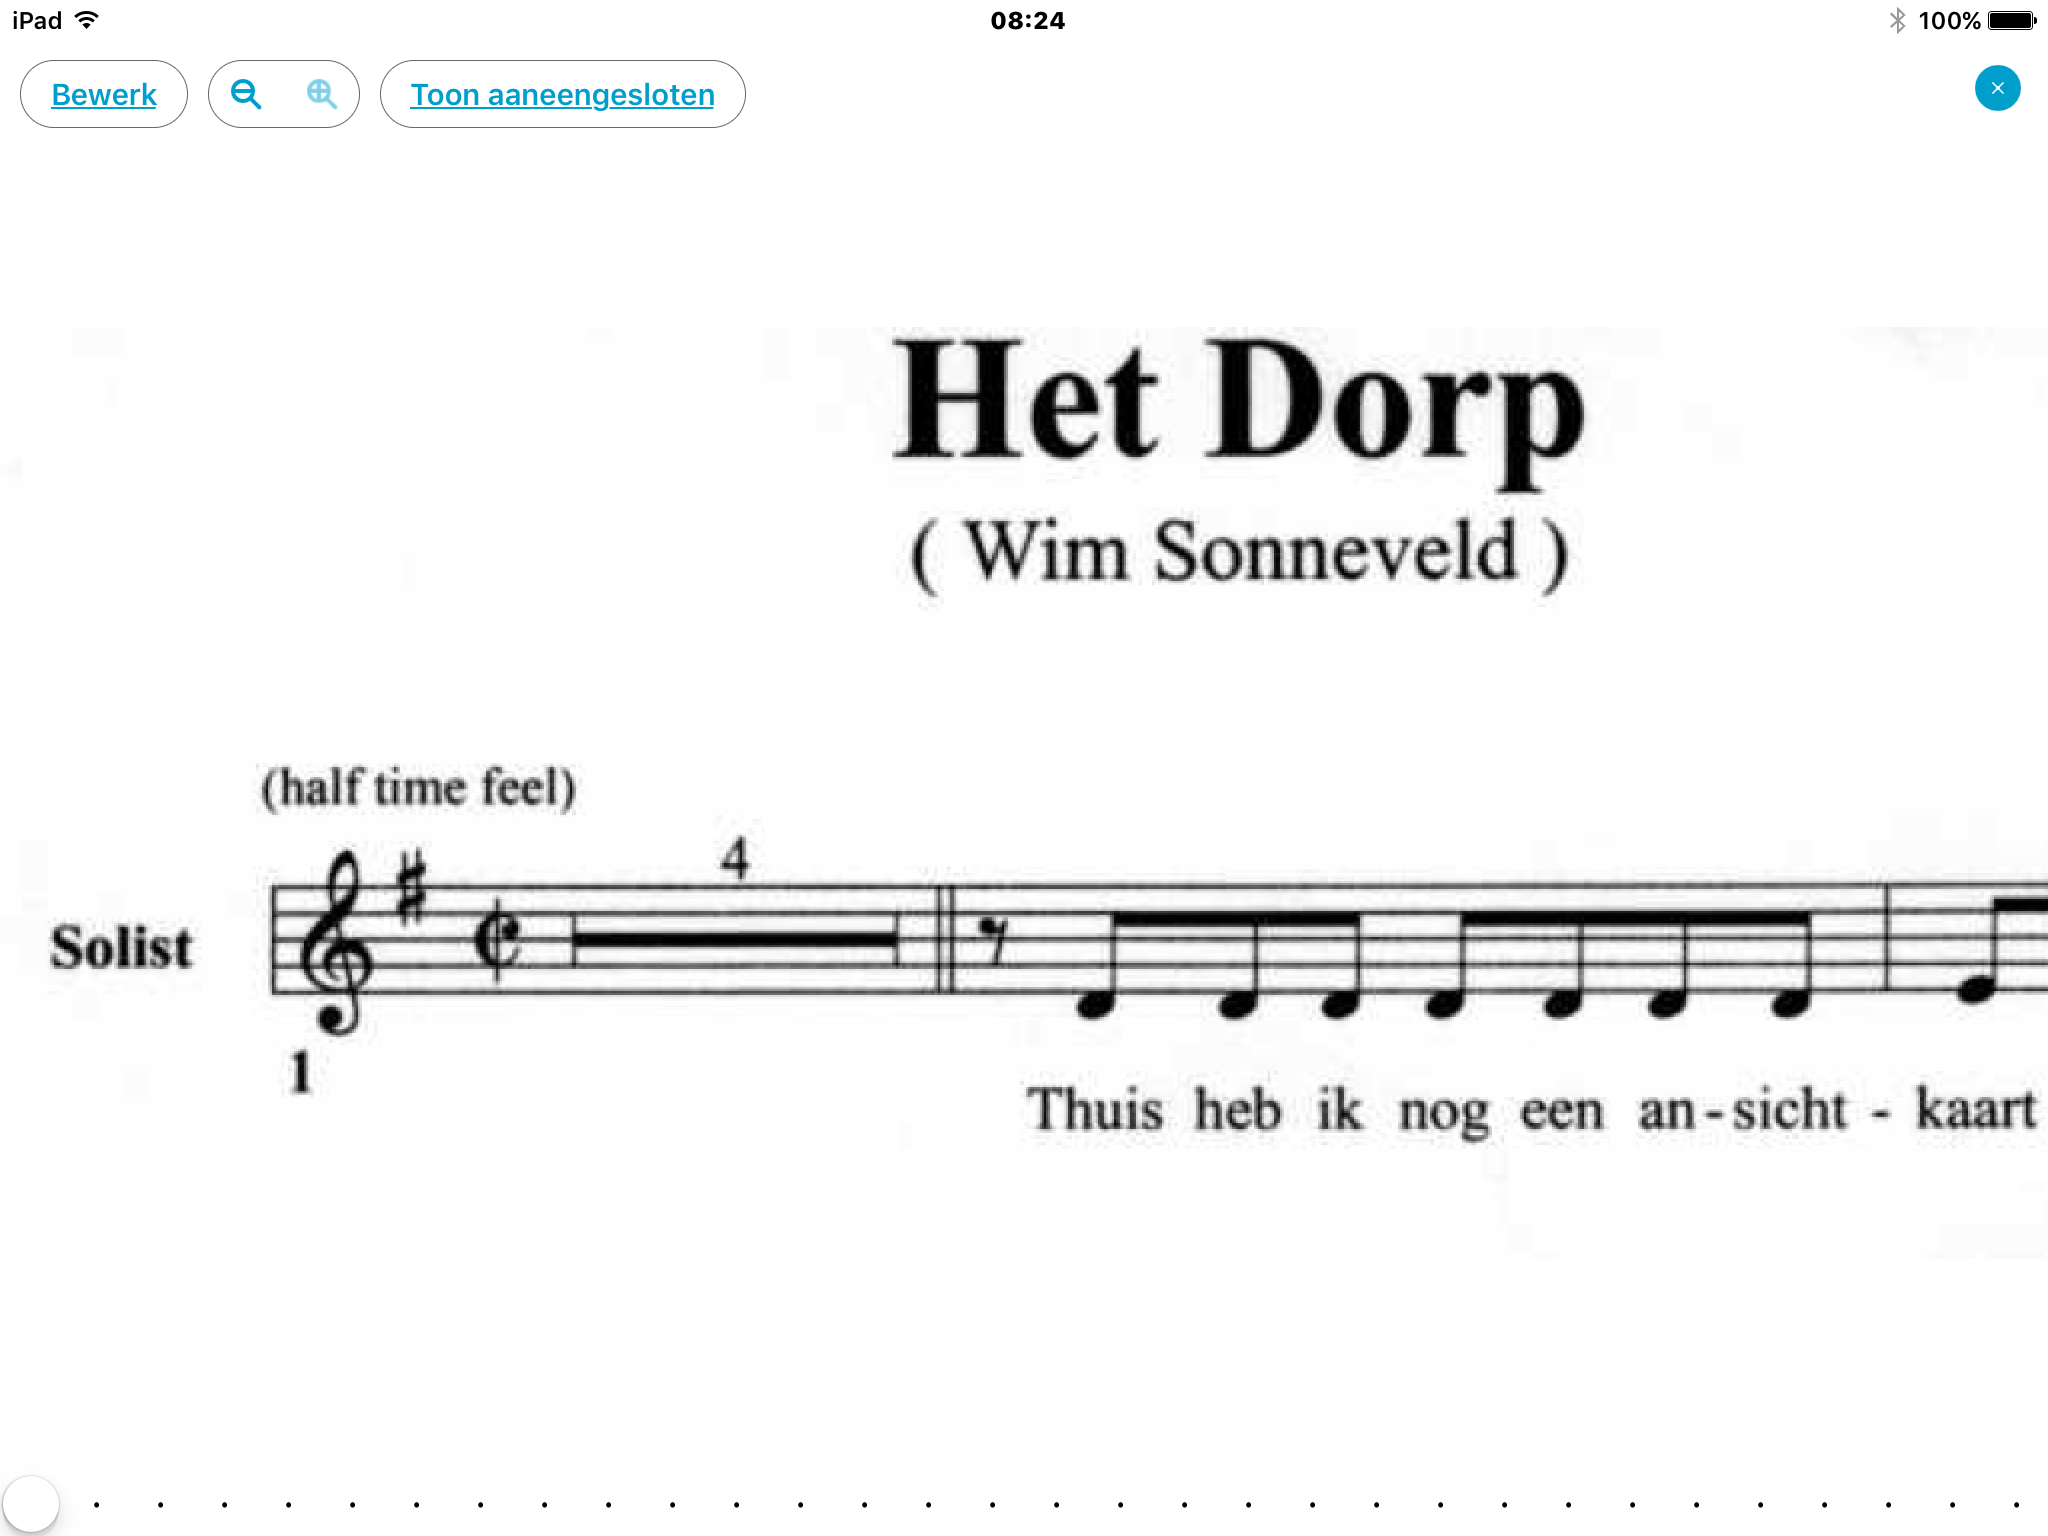 iPad 08:24 100%
Bewerk Toon aaneengesloten
Het Dorp
( Wim Sonneveld )
(half time feel)
4
Solist
1
Thuis heb ik nog een an - sicht - kaart